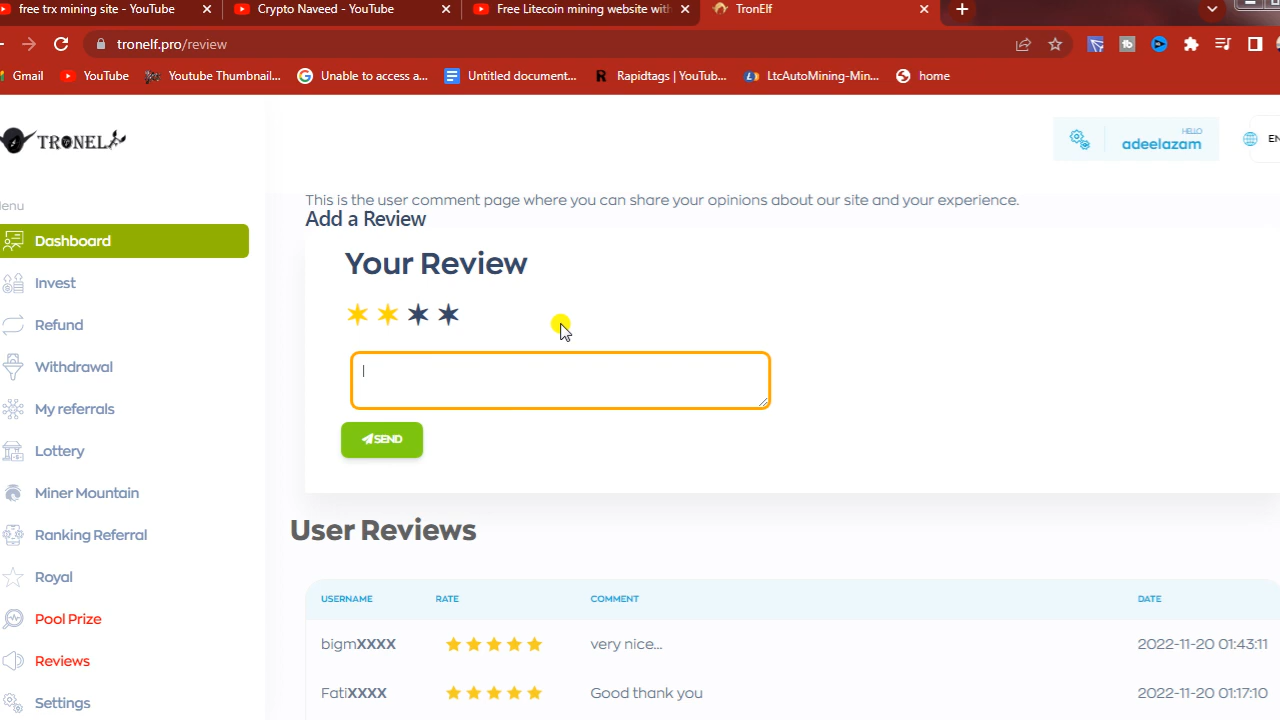 free trx mining site - YouTube
Crypto Naveed - YouTube
Free Litecoin mining website with
TronElf
tronelf.pro/review
Gmail
YouTube
Youtube Thumbnail...
Unable to access a...
Untitled document...
Rapidtags | YouTub...
LtcAutoMining-Min...
home
TRONEL
HELLO
adeelazam
EN
This is the user comment page where you can share your opinions about our site and your experience.
Add a Review
enu
Dashboard
Invest
Refund
Withdrawal
My referrals
Lottery
Miner Mountain
Ranking Referral
Royal
Pool Prize
Reviews
Settings
Your Review
SEND
User Reviews
USERNAME RATE COMMENT DATE
bigmXXXX very nice... 2022-11-20 01:43:11
FatiXXXX Good thank you 2022-11-20 01:17:10